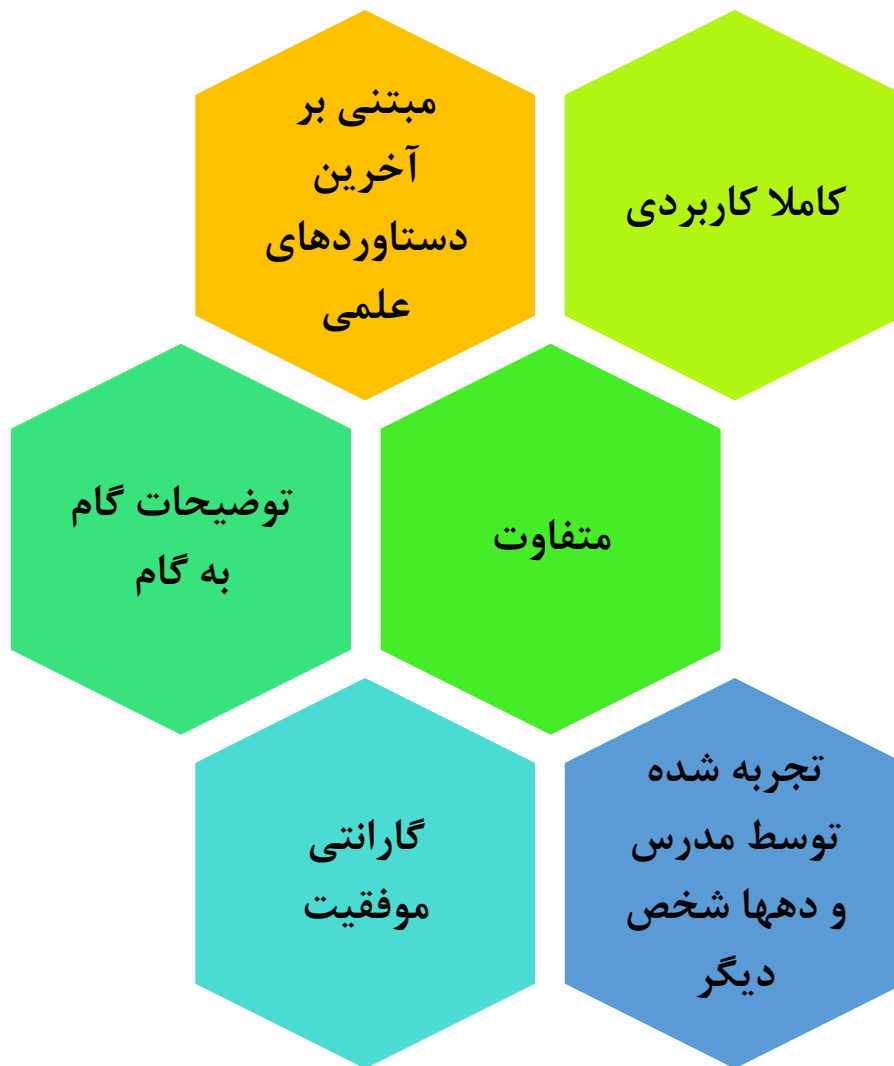 کاملا کاربردی
مبتنی بر
آخرین
دستاوردهای
علمی
متفاوت
توضیحات گام
به گام
تجربه شده
توسط مدرس
و دهها شخص
دیگر
گارانتی
موفقیت